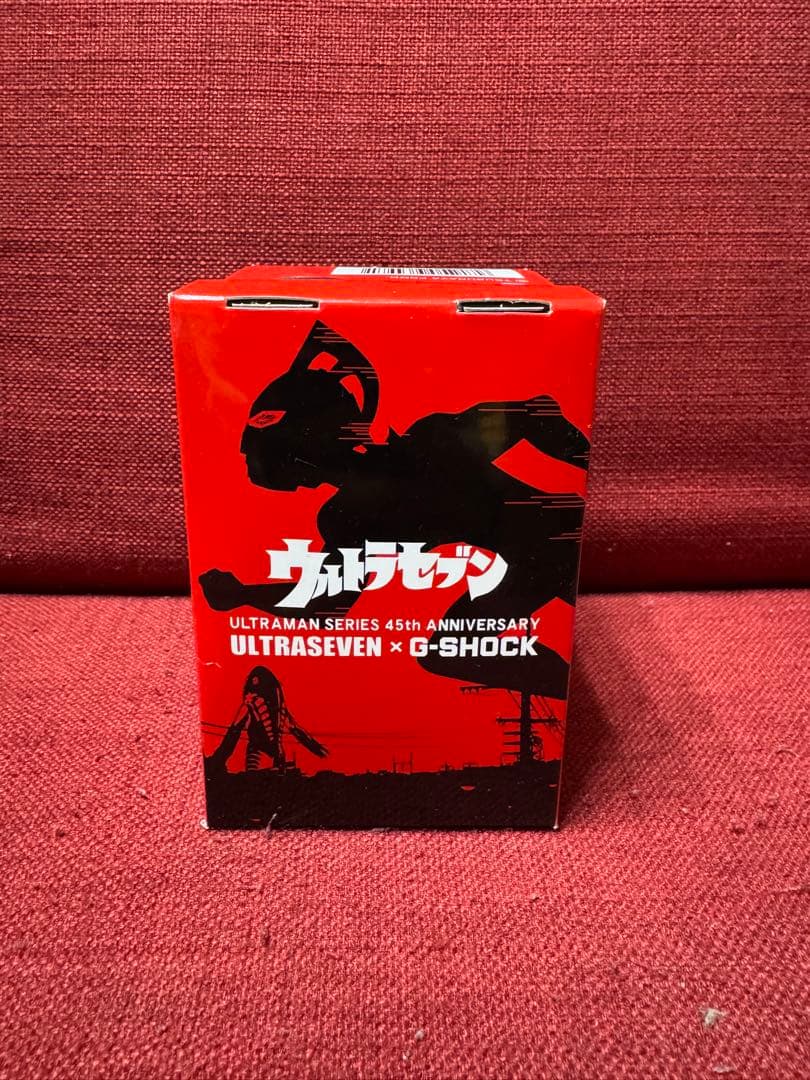 ウルトラセブン
ULTRAMAN SERIES 45th ANNIVERSARY
ULTRASEVEN × G-SHOCK